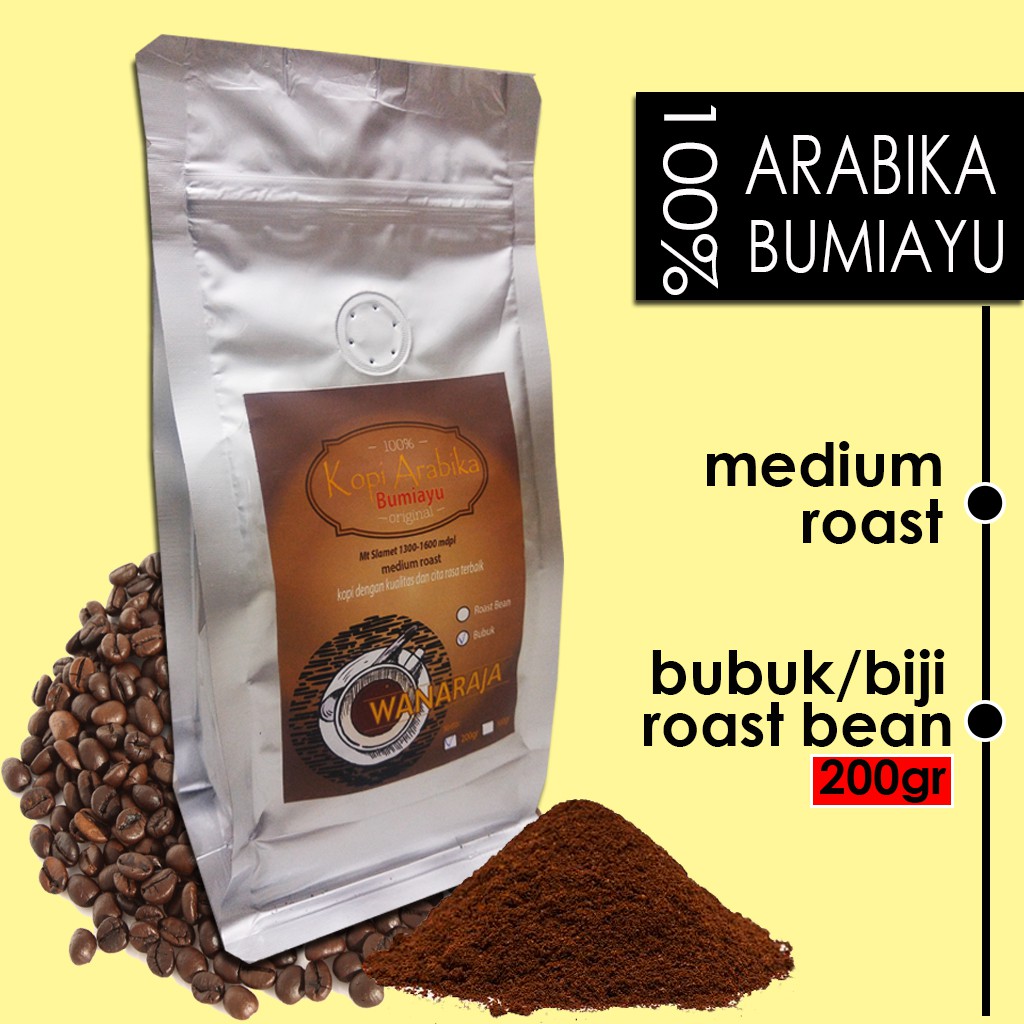 100%
ARABIKA
BUMIAYU
medium
roast
bubuk/biji
roast bean
200gr
– 100% –
Kopi Arabika
Bumiayu
– original –
Mt Slamet 1300-1600 mdpl
medium roast
kopi dengan kualitas dan cita rasa terbaik
Roast Bean
Bubuk
WANARAJA
200gr